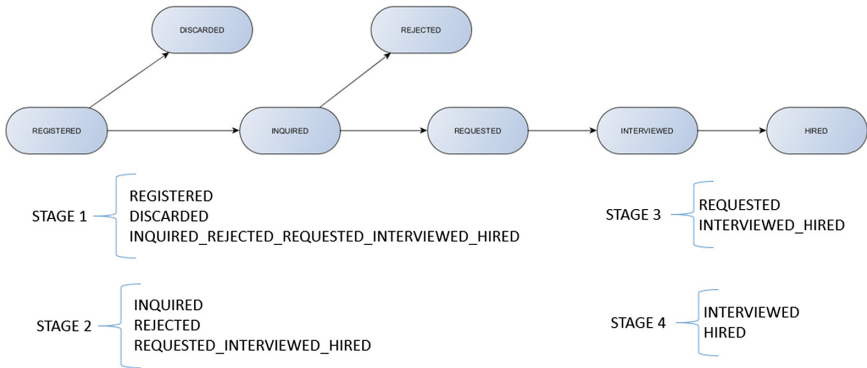 DISCARDED
REJECTED
REGISTERED
INQUIRED
REQUESTED
INTERVIEWED
HIRED
STAGE 1
REGISTERED
DISCARDED
INQUIRED_REJECTED_REQUESTED_INTERVIEWED_HIRED
STAGE 3
REQUESTED
INTERVIEWED_HIRED
STAGE 2
INQUIRED
REJECTED
REQUESTED_INTERVIEWED_HIRED
STAGE 4
INTERVIEWED
HIRED